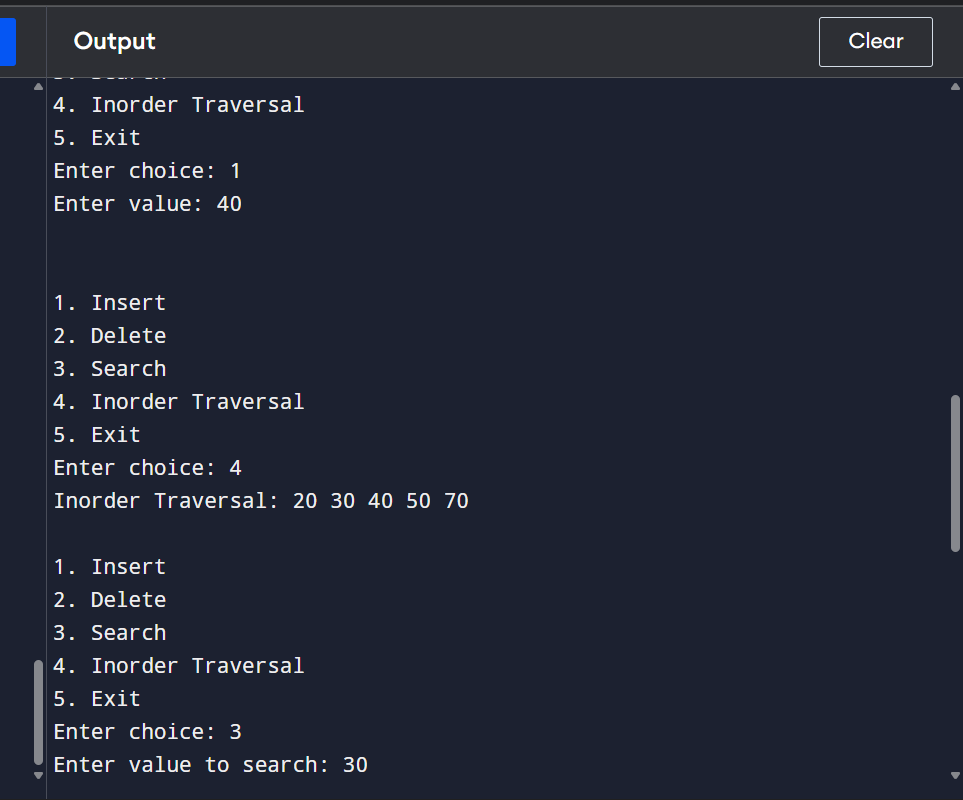 Output
Clear
3. Search
4. Inorder Traversal
5. Exit
Enter choice: 1
Enter value: 40
1. Insert
2. Delete
3. Search
4. Inorder Traversal
5. Exit
Enter choice: 4
Inorder Traversal: 20 30 40 50 70
1. Insert
2. Delete
3. Search
4. Inorder Traversal
5. Exit
Enter choice: 3
Enter value to search: 30